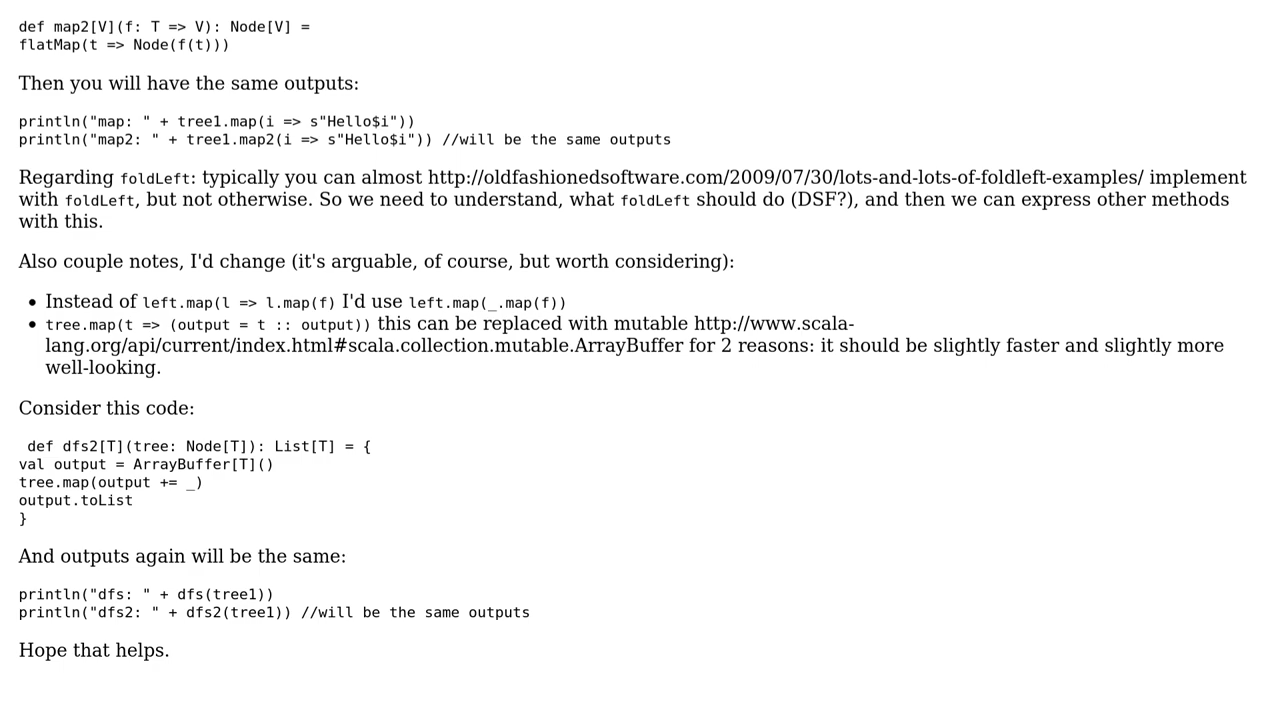 def map2[V](f: T => V): Node[V] =
flatMap(t => Node(f(t)))
Then you will have the same outputs:
println("map: " + tree1.map(i => s"Hello$i"))
println("map2: " + tree1.map2(i => s"Hello$i")) //will be the same outputs
Regarding foldLeft: typically you can almost http://oldfashionedsoftware.com/2009/07/30/lots-and-lots-of-foldleft-examples/ implement
with foldLeft, but not otherwise. So we need to understand, what foldLeft should do (DSF?), and then we can express other methods
with this.
Also couple notes, I'd change (it's arguable, of course, but worth considering):
• Instead of left.map(l => l.map(f) I'd use left.map(_.map(f))
• tree.map(t => (output = t :: output)) this can be replaced with mutable http://www.scala-
lang.org/api/current/index.html#scala.collection.mutable.ArrayBuffer for 2 reasons: it should be slightly faster and slightly more
well-looking.
Consider this code:
def dfs2[T](tree: Node[T]): List[T] = {
val output = ArrayBuffer[T]()
tree.map(output += _)
output.toList
}
And outputs again will be the same:
println("dfs: " + dfs(tree1))
println("dfs2: " + dfs2(tree1)) //will be the same outputs
Hope that helps.